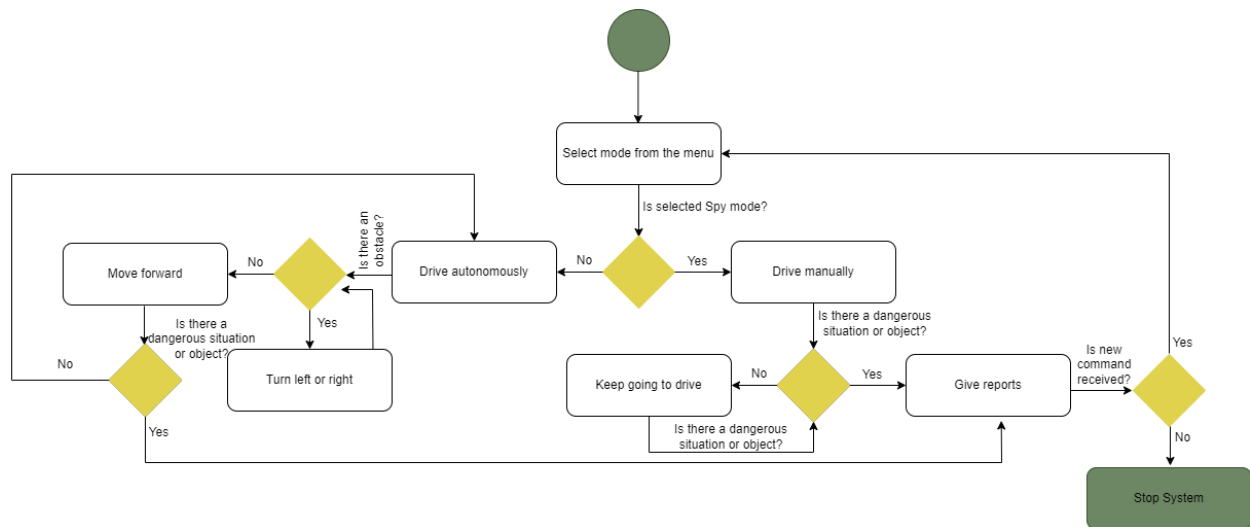 Select mode from the menu
Is selected Spy mode?
No
Yes
Drive autonomously
Drive manually
Is there an
obstacle?
No
Yes
Move forward
Turn left or right
Is there a
dangerous situation
or object?
No
Yes
Is there a dangerous
situation or object?
No
Yes
Keep going to drive
Is there a dangerous
situation or object?
Give reports
Is new
command
received?
Yes
No
Stop System